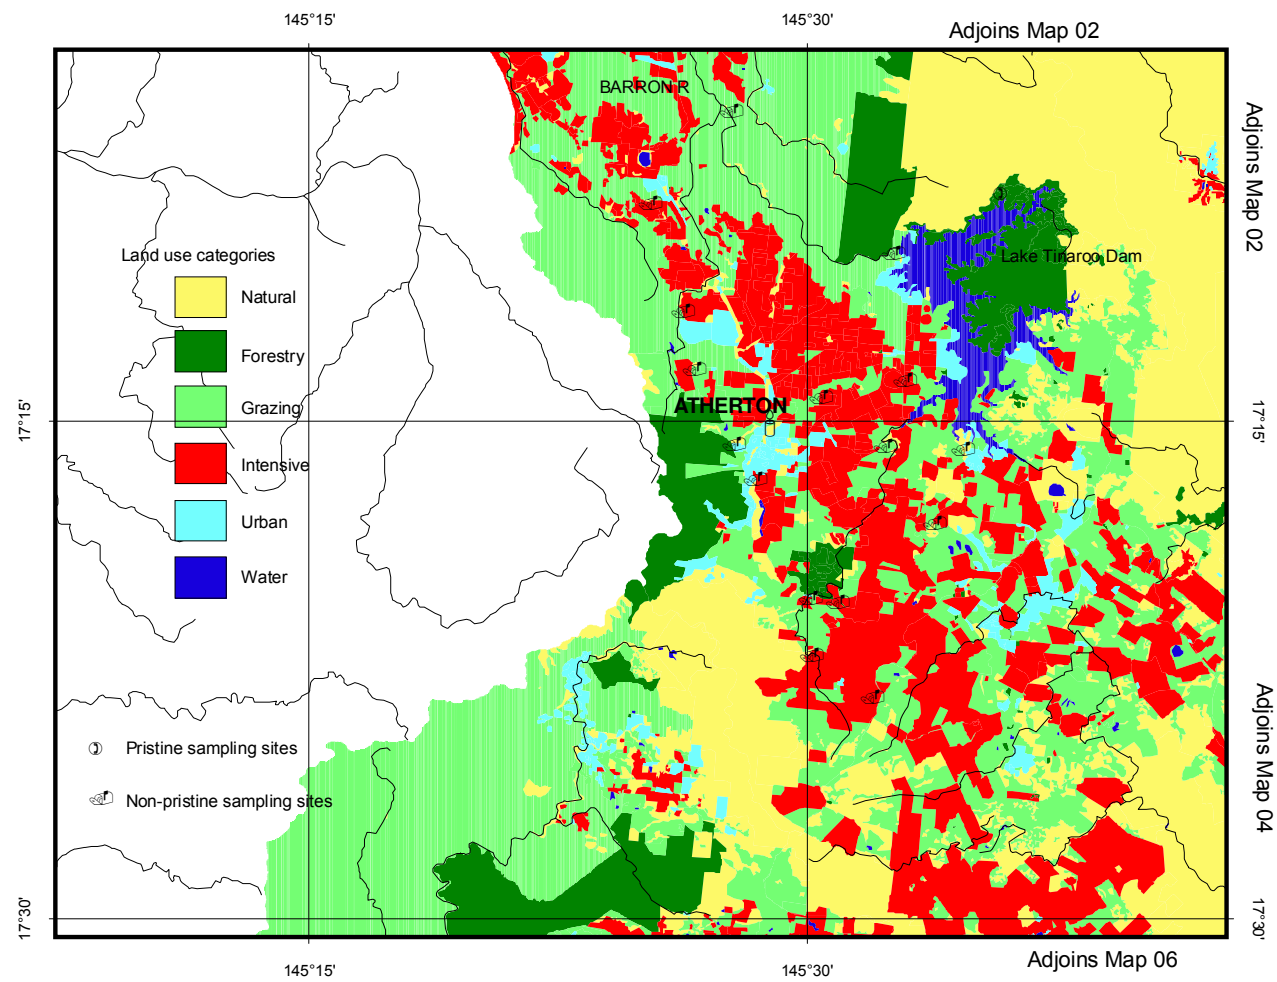 145°15'
145°30'
Adjoins Map 02
BARRON R
Adjoins Map 02
Land use categories
Natural
Lake Tinaroo Dam
Forestry
Grazing
ATHERTON
17°15'
17°15'
Intensive
Urban
Water
Adjoins Map 04
Pristine sampling sites
Non-pristine sampling sites
17°30'
17°30'
145°15'
145°30'
Adjoins Map 06